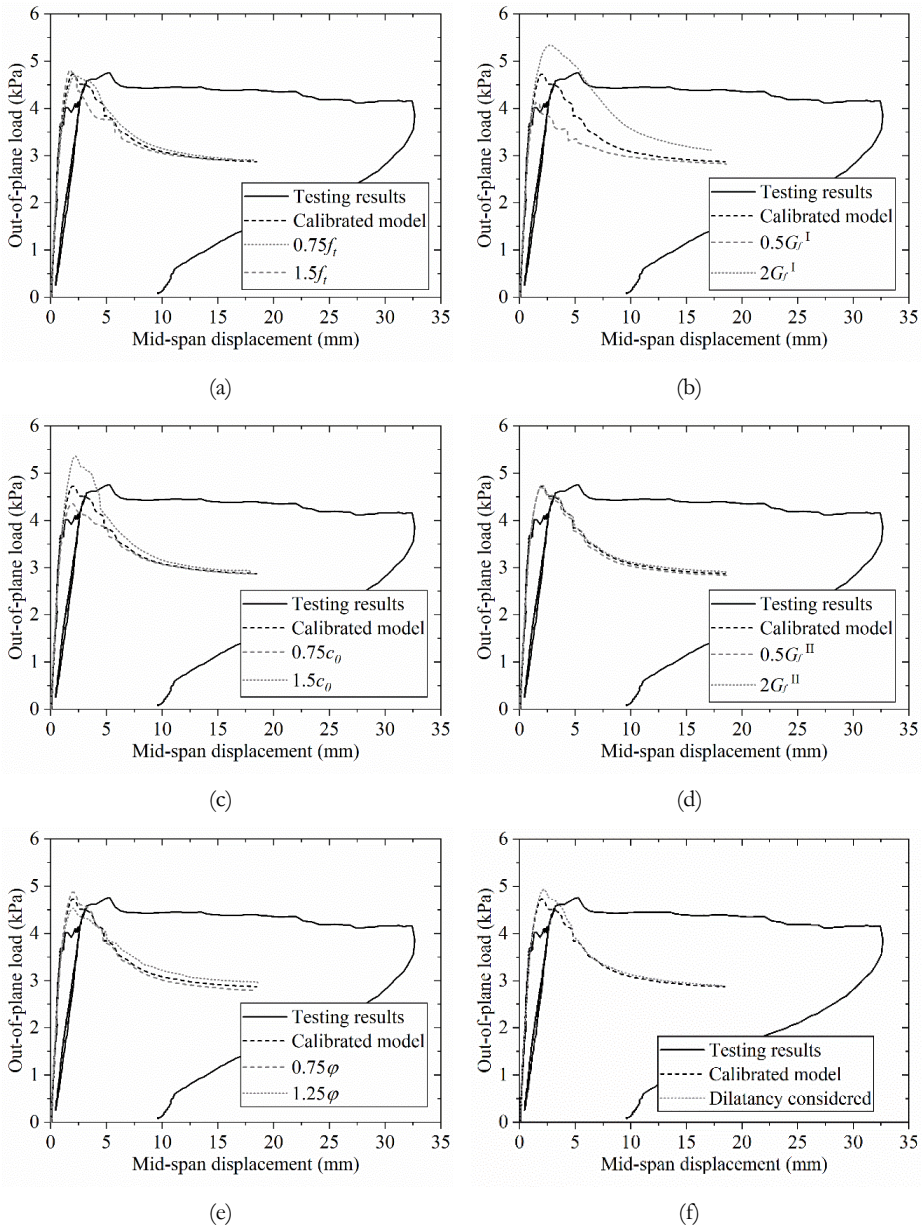 6
5
4
3
2
1
0
Out-of-plane load (kPa)
Testing results
Calibrated model
0.75fₜ
1.5fₜ
0 5 10 15 20 25 30 35
Mid-span displacement (mm)
(a)
6
5
4
3
2
1
0
Out-of-plane load (kPa)
Testing results
Calibrated model
0.5G_f^I
2G_f^I
0 5 10 15 20 25 30 35
Mid-span displacement (mm)
(b)
6
5
4
3
2
1
0
Out-of-plane load (kPa)
Testing results
Calibrated model
0.75c₀
1.5c₀
0 5 10 15 20 25 30 35
Mid-span displacement (mm)
(c)
6
5
4
3
2
1
0
Out-of-plane load (kPa)
Testing results
Calibrated model
0.5G_f^II
2G_f^II
0 5 10 15 20 25 30 35
Mid-span displacement (mm)
(d)
6
5
4
3
2
1
0
Out-of-plane load (kPa)
Testing results
Calibrated model
0.75φ
1.25φ
0 5 10 15 20 25 30 35
Mid-span displacement (mm)
(e)
6
5
4
3
2
1
0
Out-of-plane load (kPa)
Testing results
Calibrated model
Dilatancy considered
0 5 10 15 20 25 30 35
Mid-span displacement (mm)
(f)